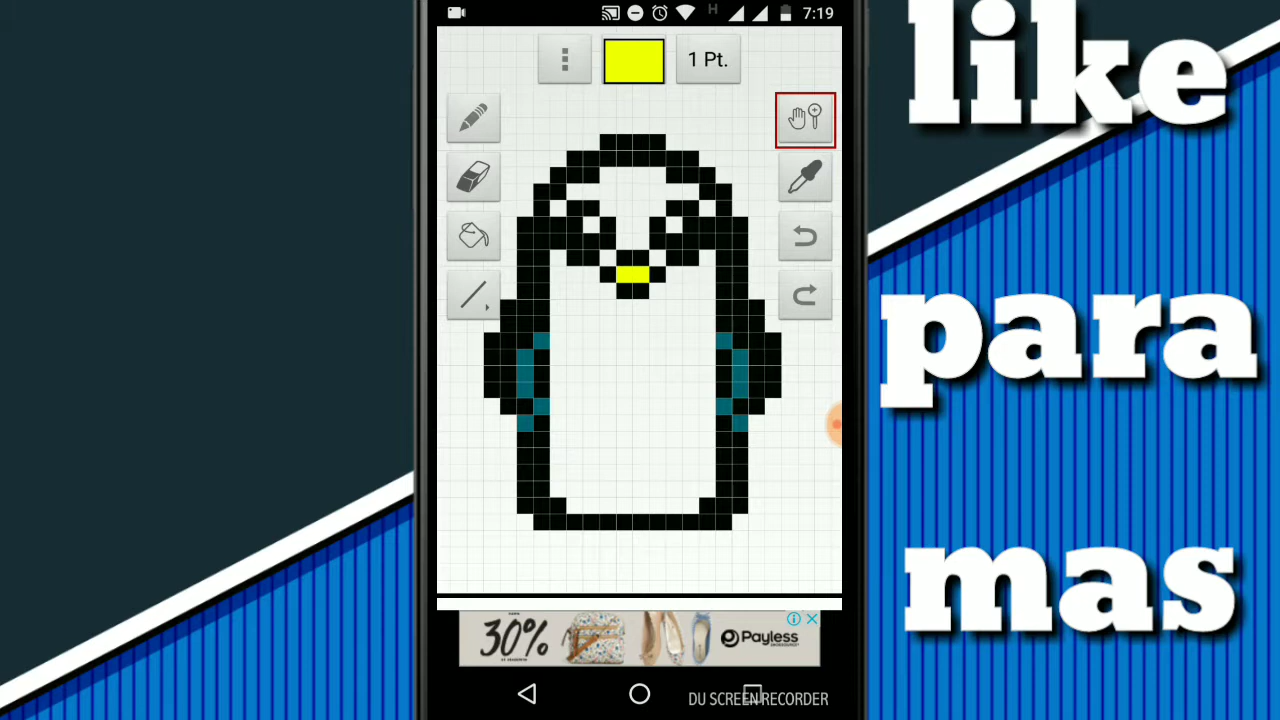 H
7:19
1 Pt.
like
para
mas
30%
Payless
DU SCREEN RECORDER